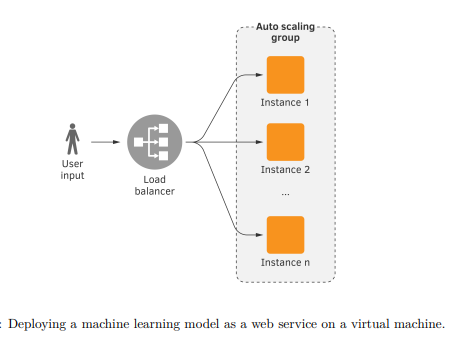 Auto scaling
group
Instance 1
User
input
Load
balancer
Instance 2
...
Instance n
: Deploying a machine learning model as a web service on a virtual machine.